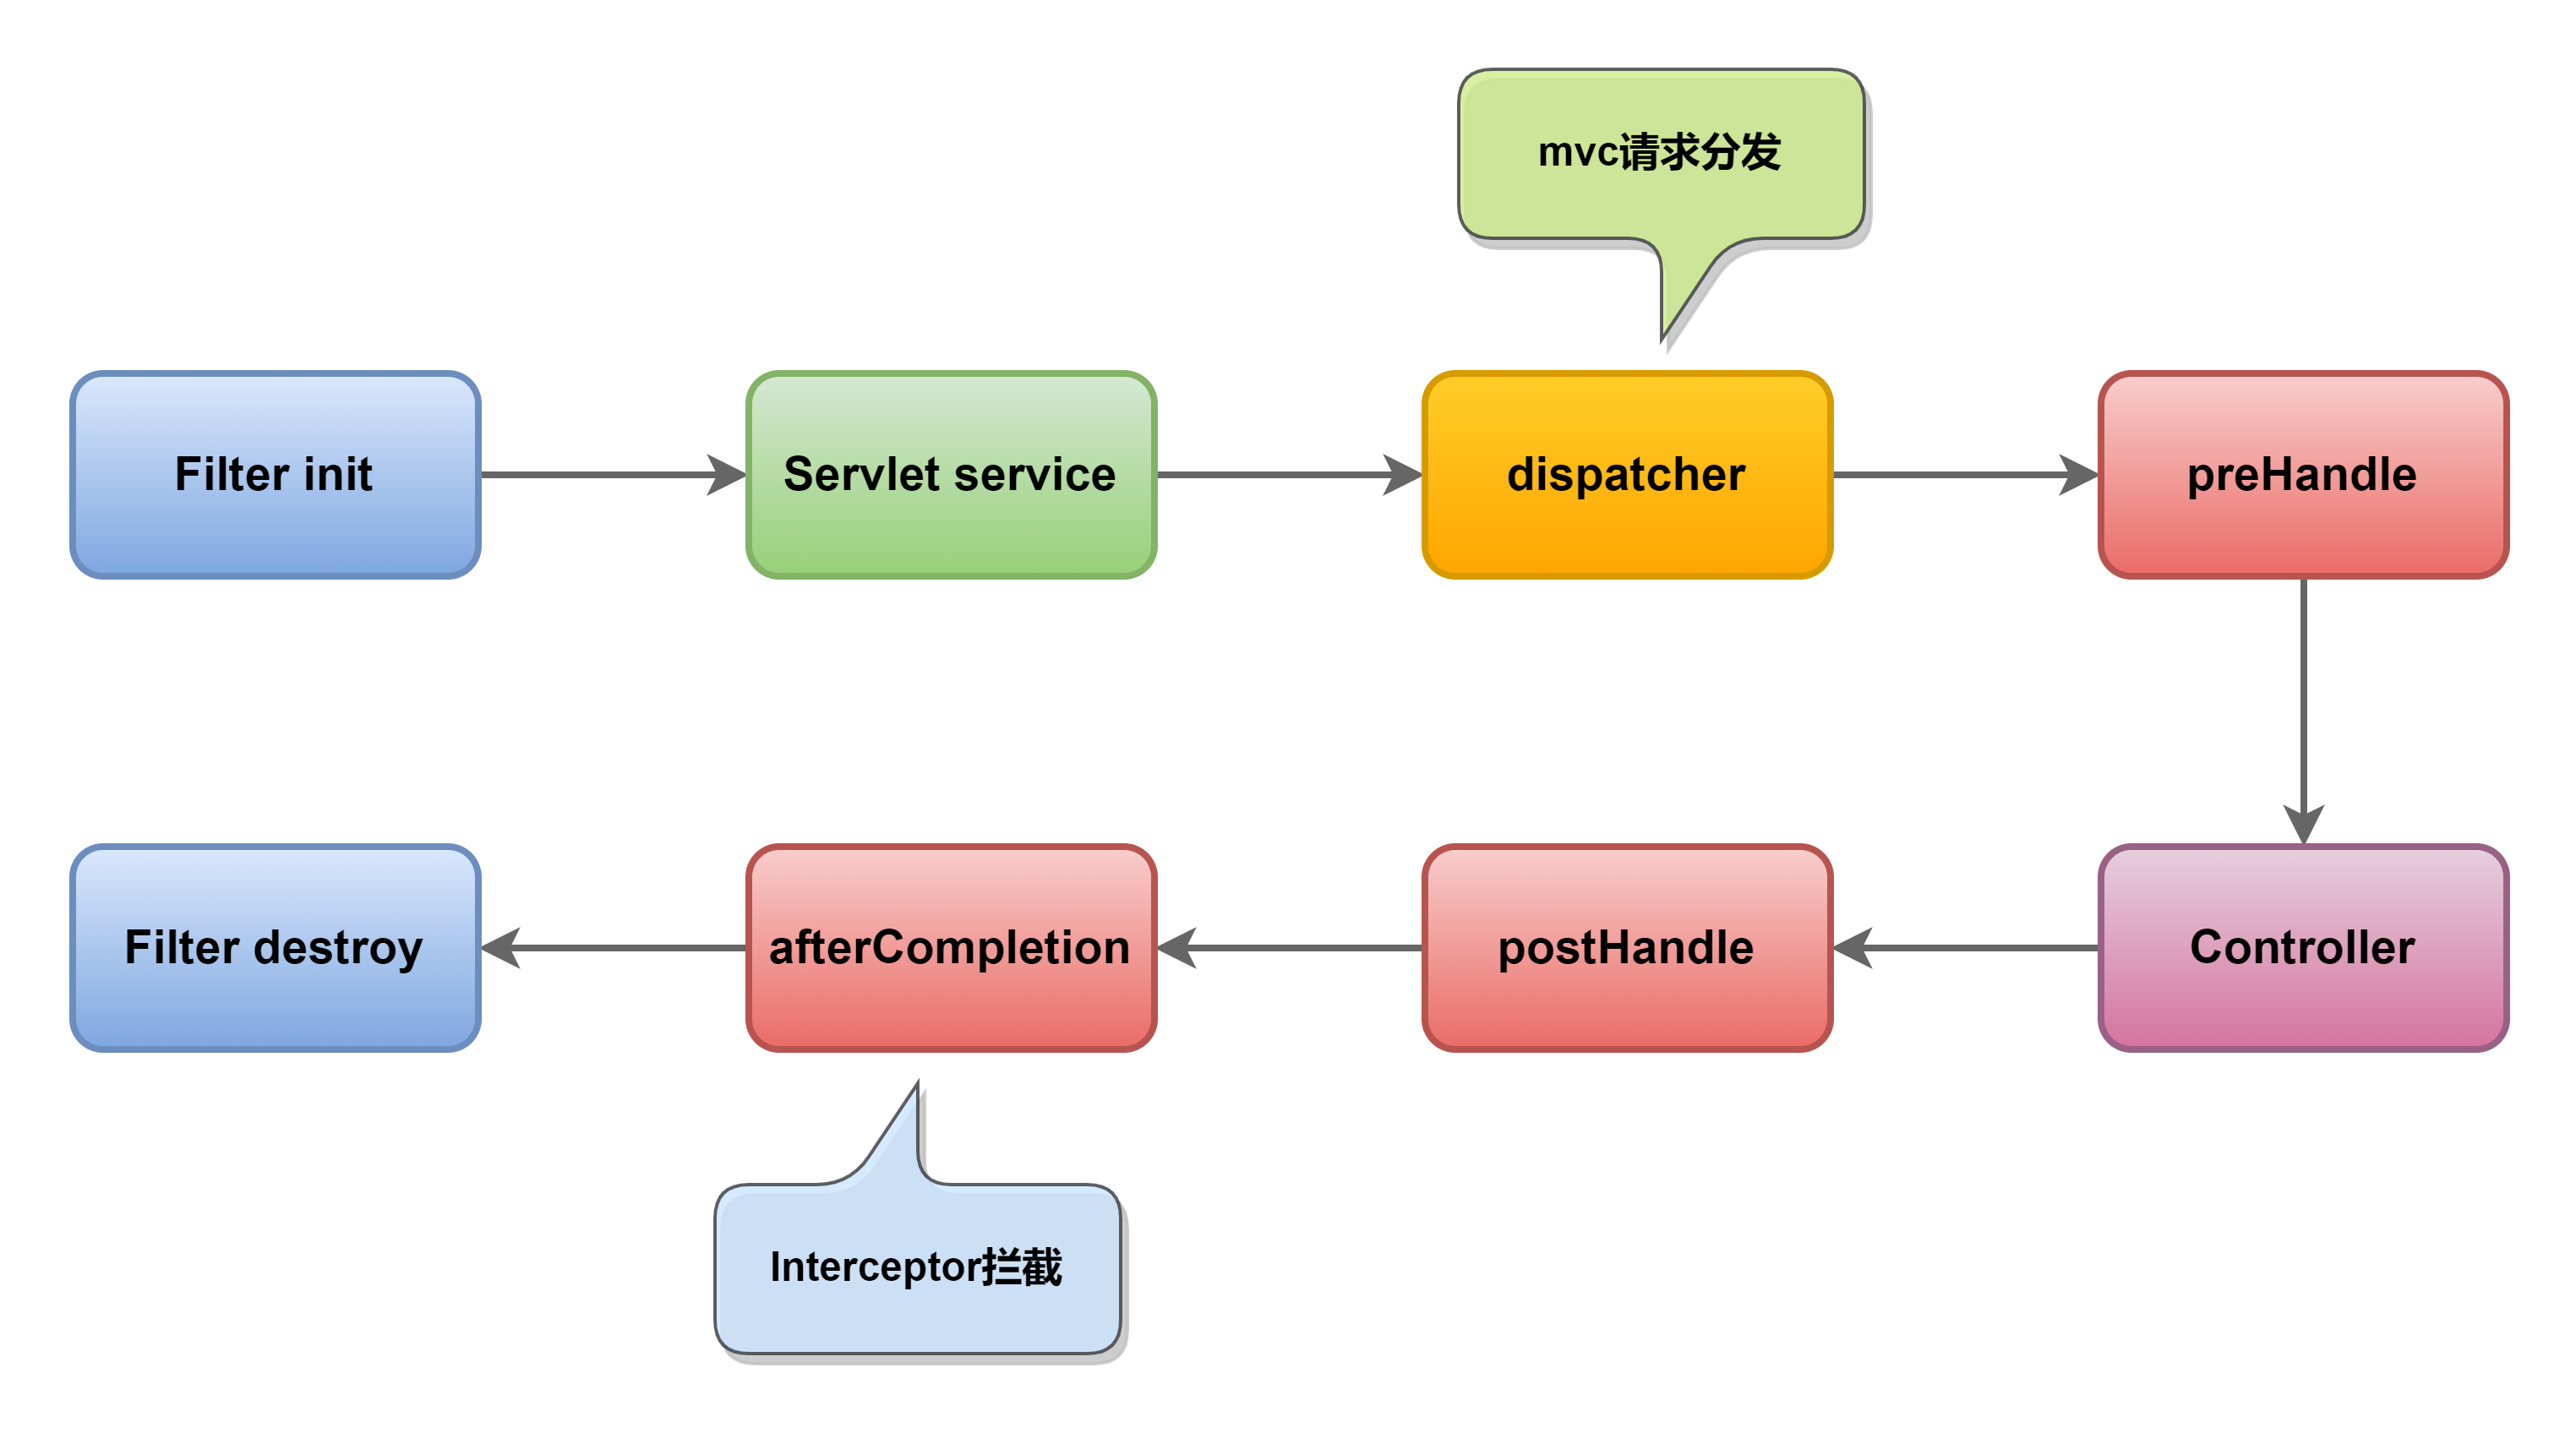 mvc请求分发
Filter init
Servlet service
dispatcher
preHandle
Filter destroy
afterCompletion
postHandle
Controller
Interceptor拦截